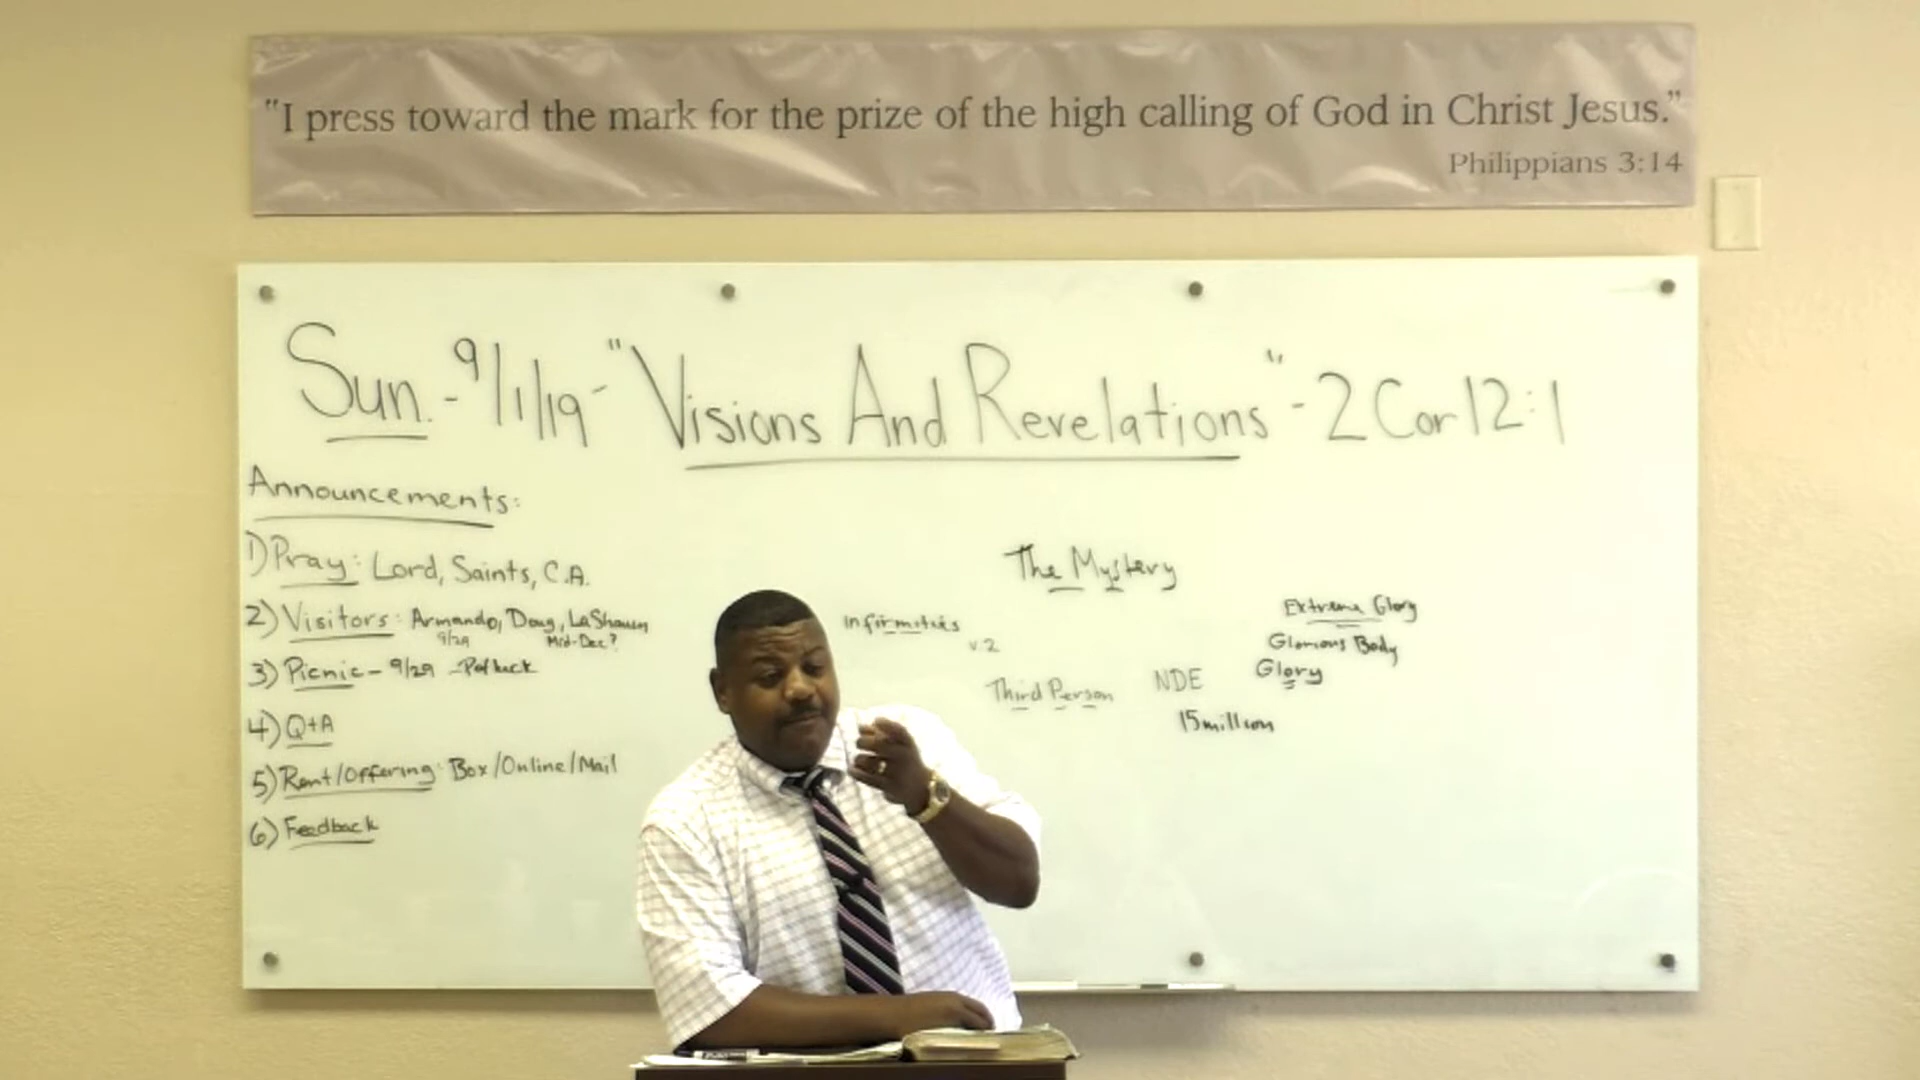 "I press toward the mark for the prize of the high calling of God in Christ Jesus."
Philippians 3:14
Sun. - 9/1/19 - "Visions And Revelations" - 2 Cor 12:1
Announcements:
1) Pray: Lord, Saints, C.A.
2) Visitors: Armando, Doug, LaShawn
9/29 Mid-Dec?
3) Picnic - 9/29 - Potluck
4) Q+A
5) Rent/Offering: Box/Online/Mail
6) Feedback
The Mystery
Infirmities
v.2
Third Person
NDE
15 million
Extreme Glory
Glorious Body
Glory